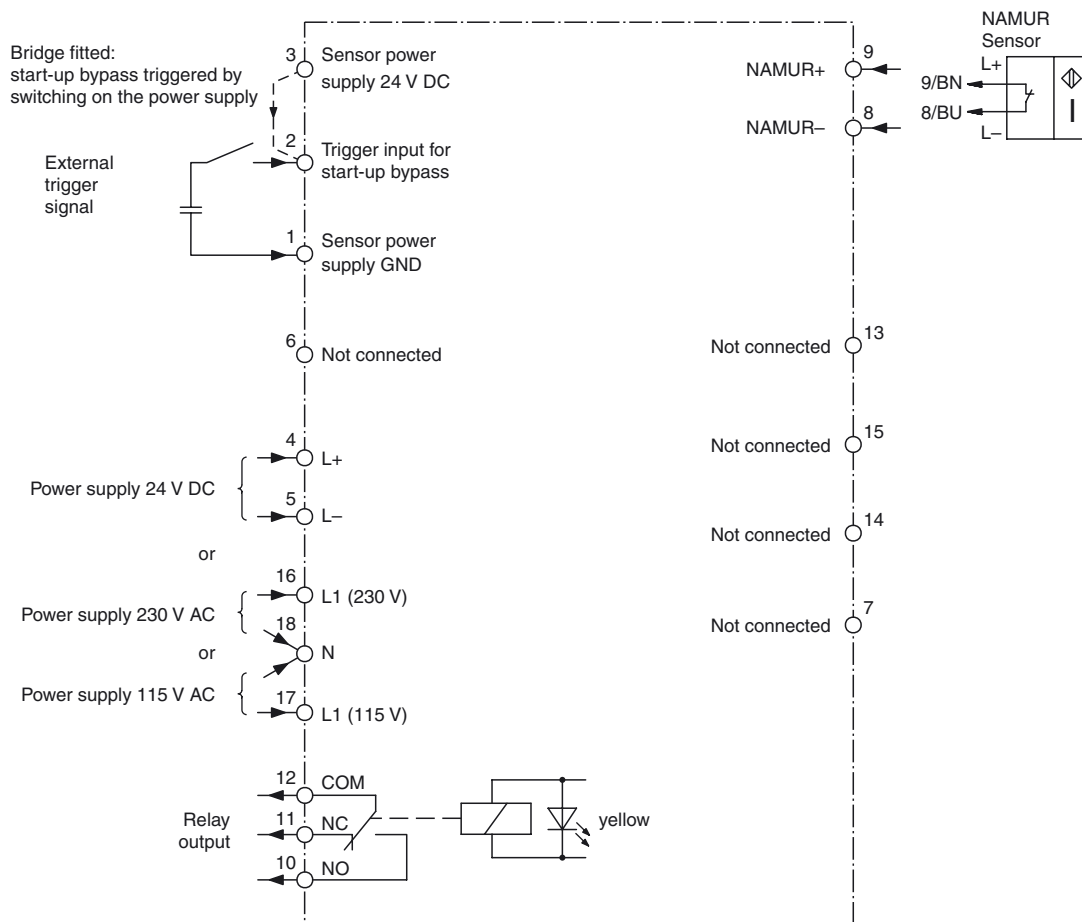 Bridge fitted:
start-up bypass triggered by
switching on the power supply
3
Sensor power
supply 24 V DC
2
Trigger input for
start-up bypass
External
trigger
signal
1
Sensor power
supply GND
6
Not connected
4
L+
Power supply 24 V DC
5
L–
or
16
L1 (230 V)
Power supply 230 V AC
18
N
or
Power supply 115 V AC
17
L1 (115 V)
12
COM
Relay
output
11
NC
10
NO
yellow
NAMUR+
9
NAMUR–
8
NAMUR
Sensor
L+
9/BN
8/BU
L–
I
Not connected
13
Not connected
15
Not connected
14
Not connected
7